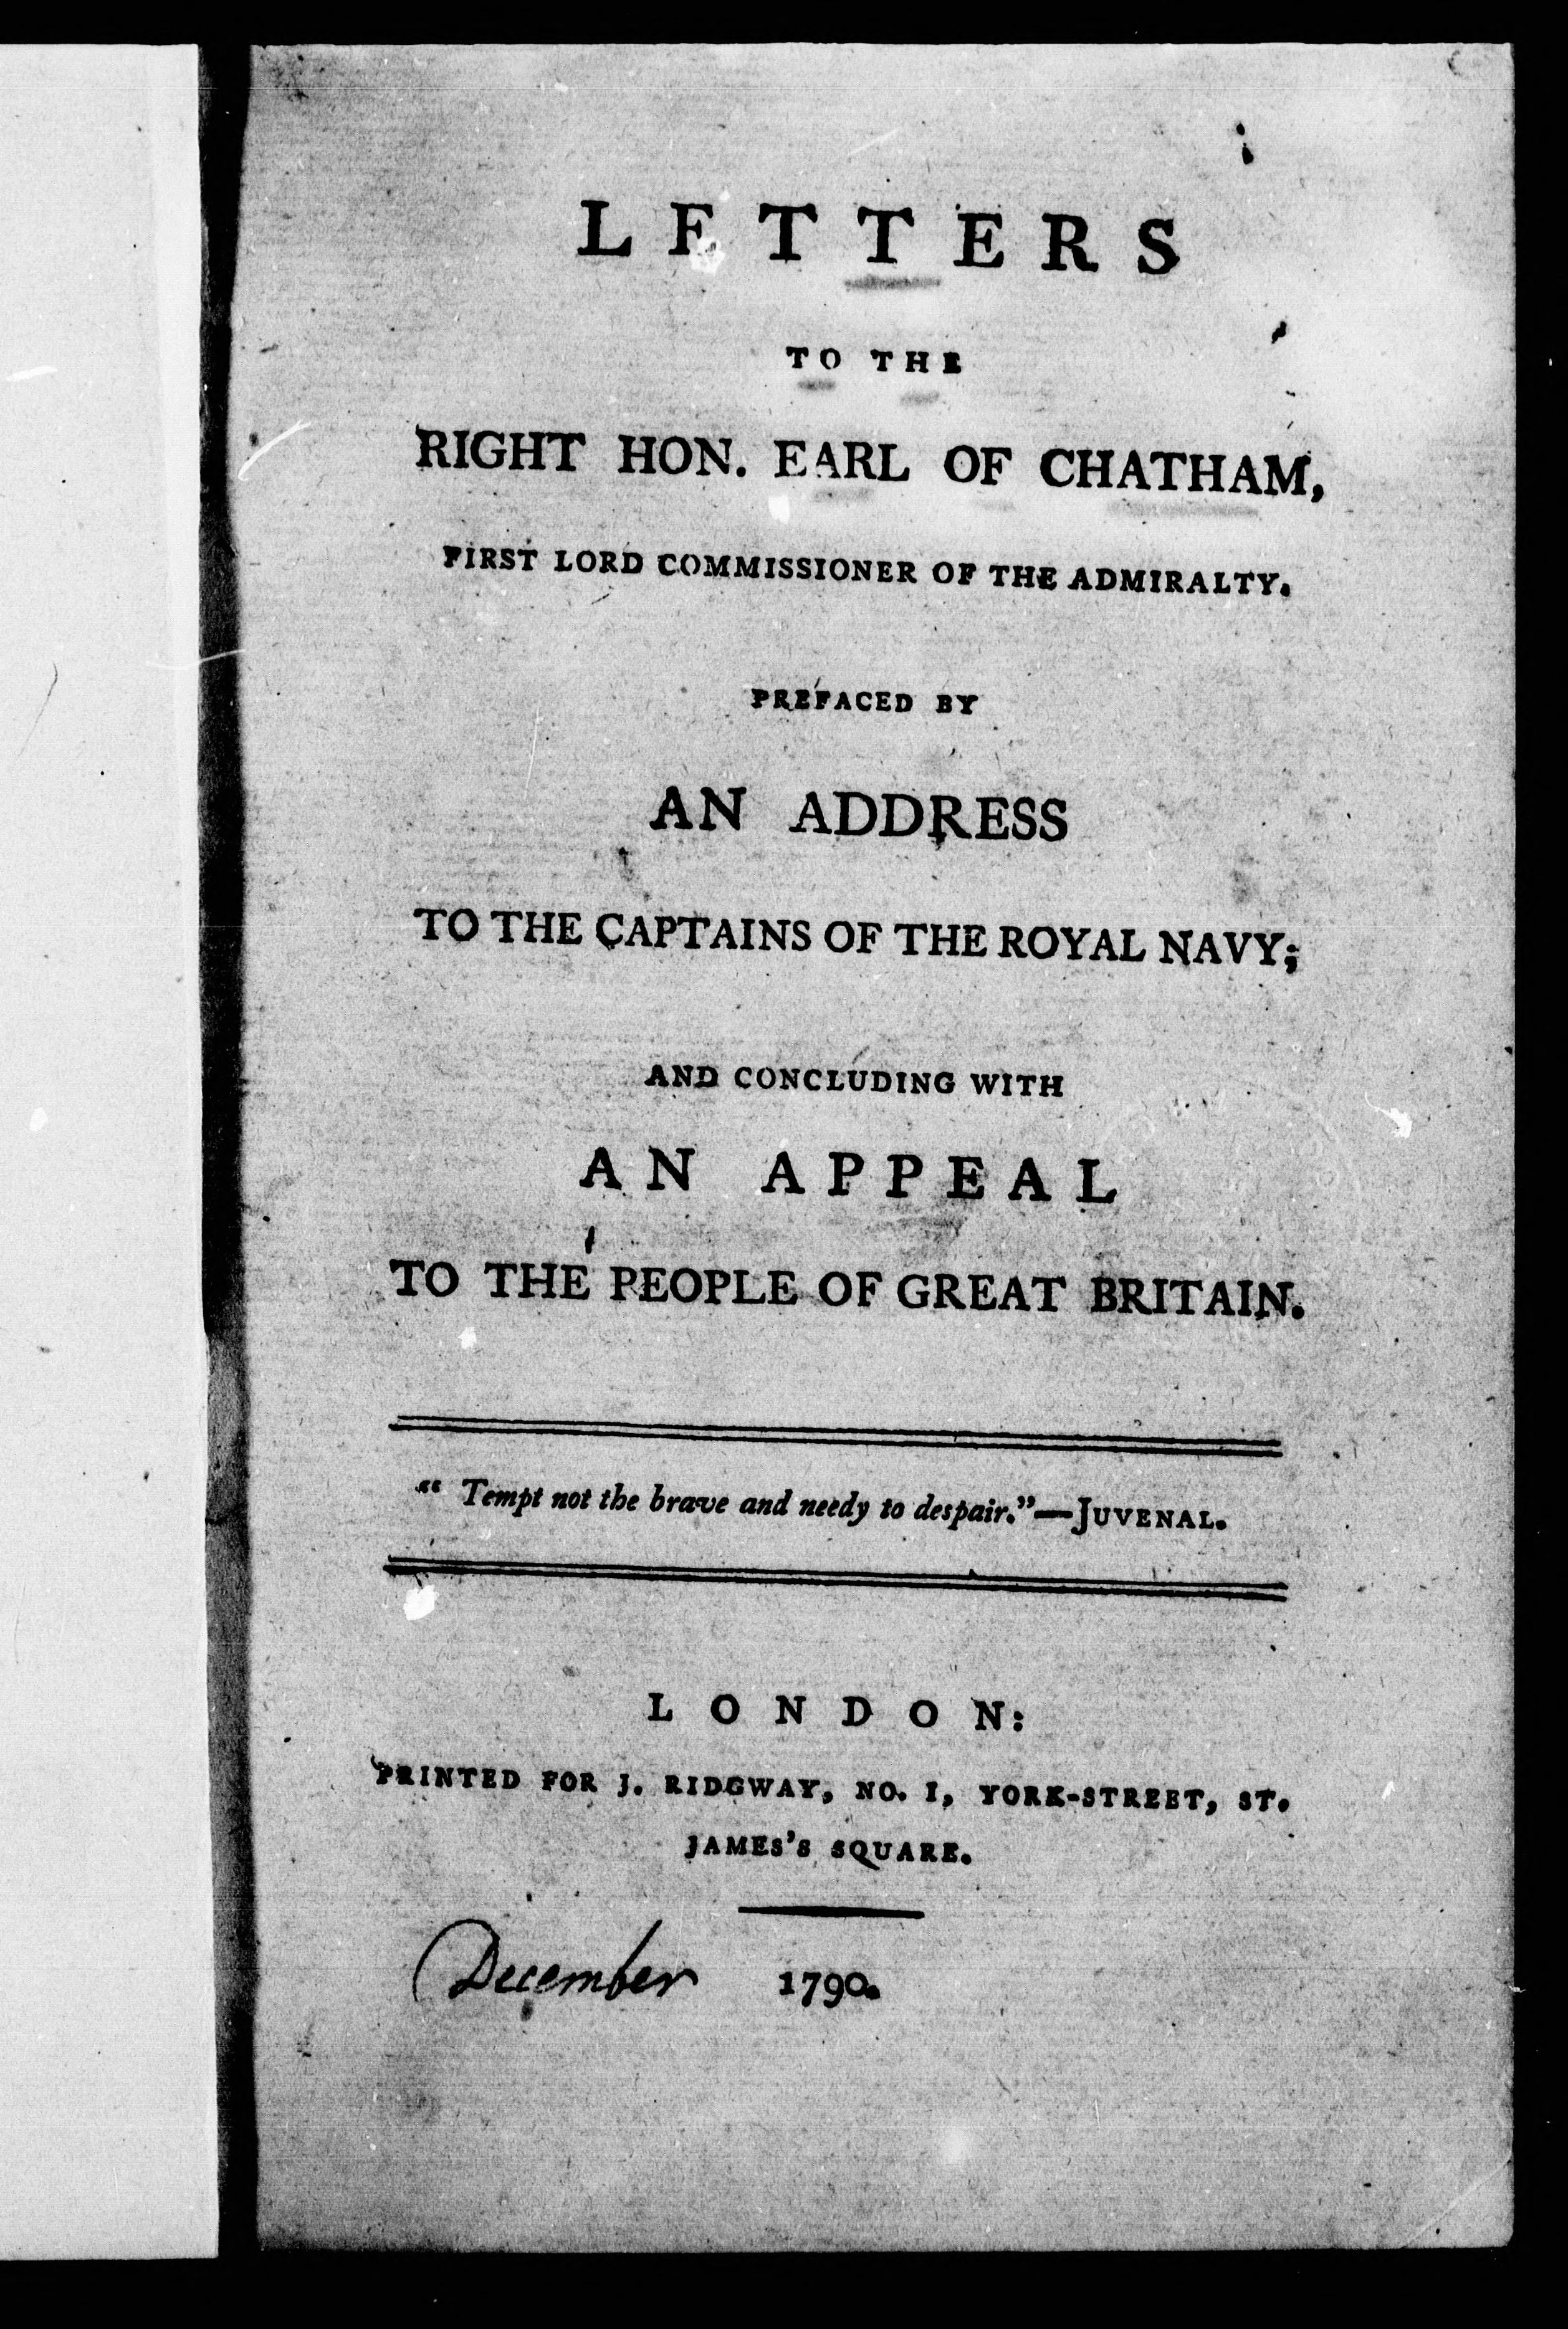 LETTERS
TO THE
RIGHT HON. EARL OF CHATHAM,
FIRST LORD COMMISSIONER OF THE ADMIRALTY.
PREFACED BY
AN ADDRESS
TO THE CAPTAINS OF THE ROYAL NAVY;
AND CONCLUDING WITH
AN APPEAL
TO THE PEOPLE OF GREAT BRITAIN.
“ Tempt not the brave and needy to despair.”—JUVENAL.
LONDON:
PRINTED FOR J. RIDGWAY, NO. I, YORK-STREET, ST.
JAMES'S SQUARE.
December 1790.